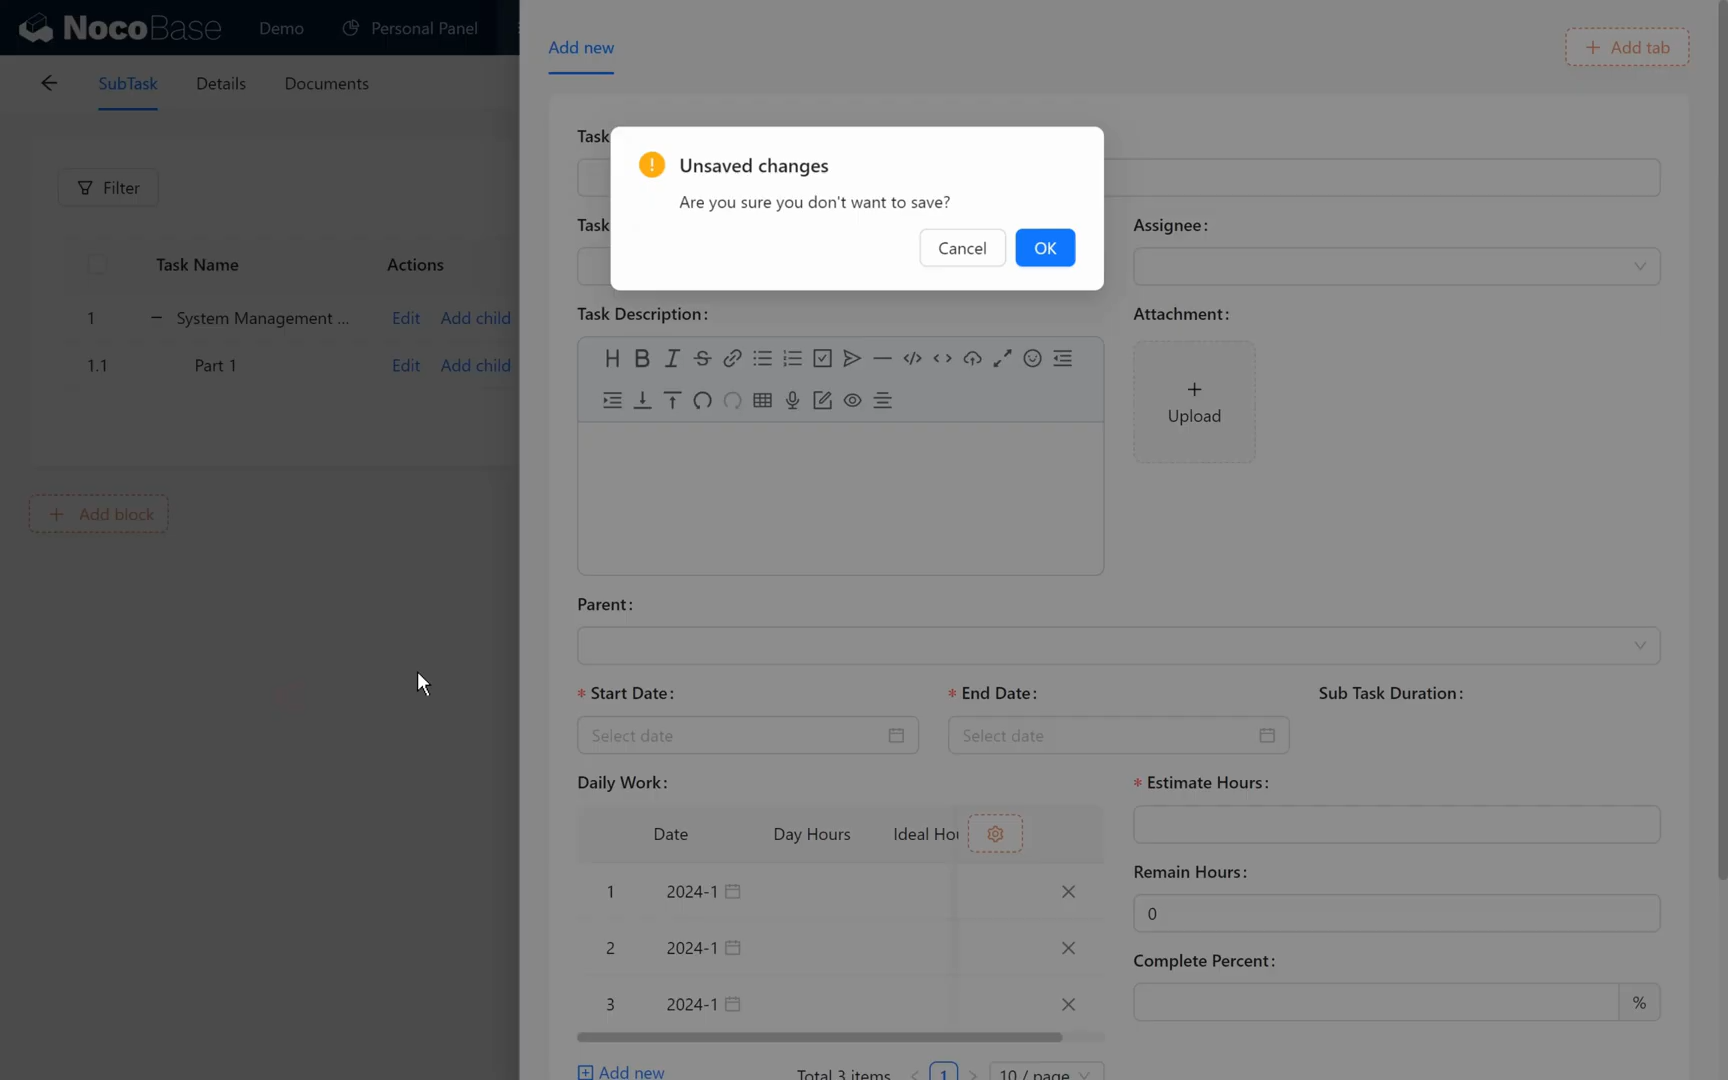 NocoBase
Demo
Personal Panel
Add new
+ Add tab
SubTask
Details
Documents
Filter
Task Name
Actions
1
System Management ...
Edit
Add child
1.1
Part 1
Edit
Add child
+ Add block
Unsaved changes
Are you sure you don't want to save?
Cancel
OK
Task
Task
Assignee:
Task Description:
Attachment:
+
Upload
Parent:
* Start Date:
* End Date:
Sub Task Duration:
Select date
Select date
Daily Work:
* Estimate Hours:
Date
Day Hours
Ideal Hou
1
2024-1
2
2024-1
3
2024-1
Remain Hours:
0
Complete Percent:
%
Add new
Total 3 items
1
10 / page